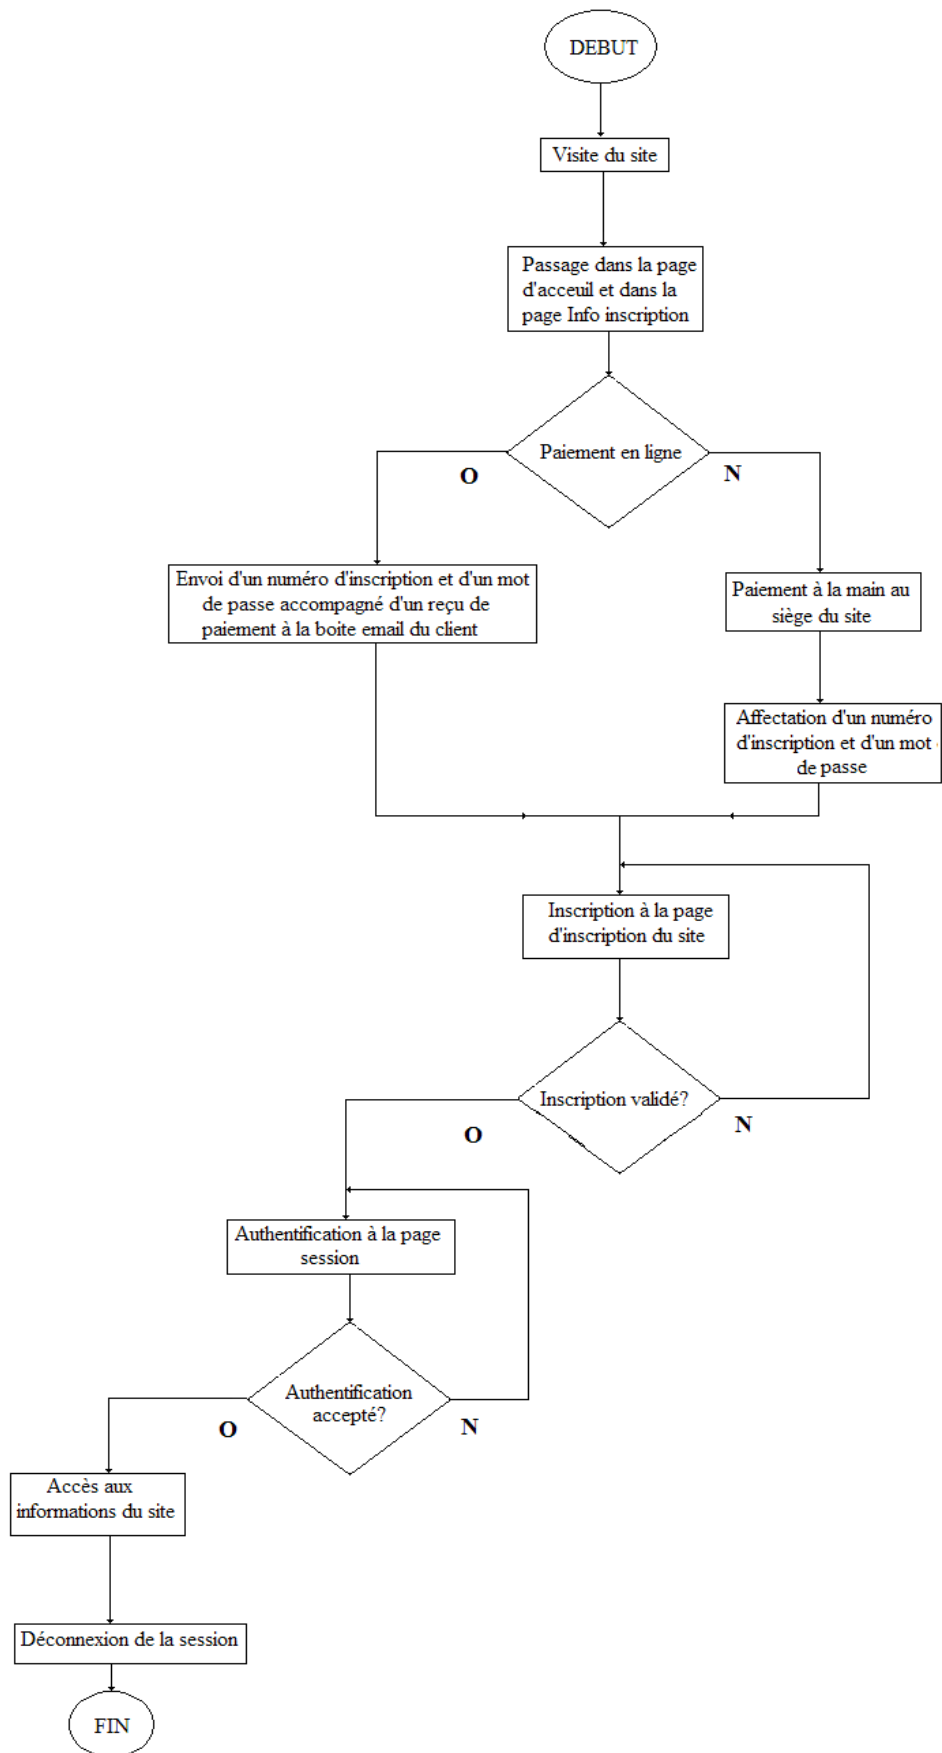 DEBUT
Visite du site
Passage dans la page
d'acceuil et dans la
page Info inscription
Paiement en ligne
O
N
Envoi d'un numéro d'inscription et d'un mot
de passe accompagné d'un reçu de
paiement à la boite email du client
Paiement à la main au
siège du site
Affectation d'un numéro
d'inscription et d'un mot
de passe
Inscription à la page
d'inscription du site
Inscription validé?
O
N
Authentification à la page
session
Authentification
accepté?
O
N
Accès aux
informations du site
Déconnexion de la session
FIN